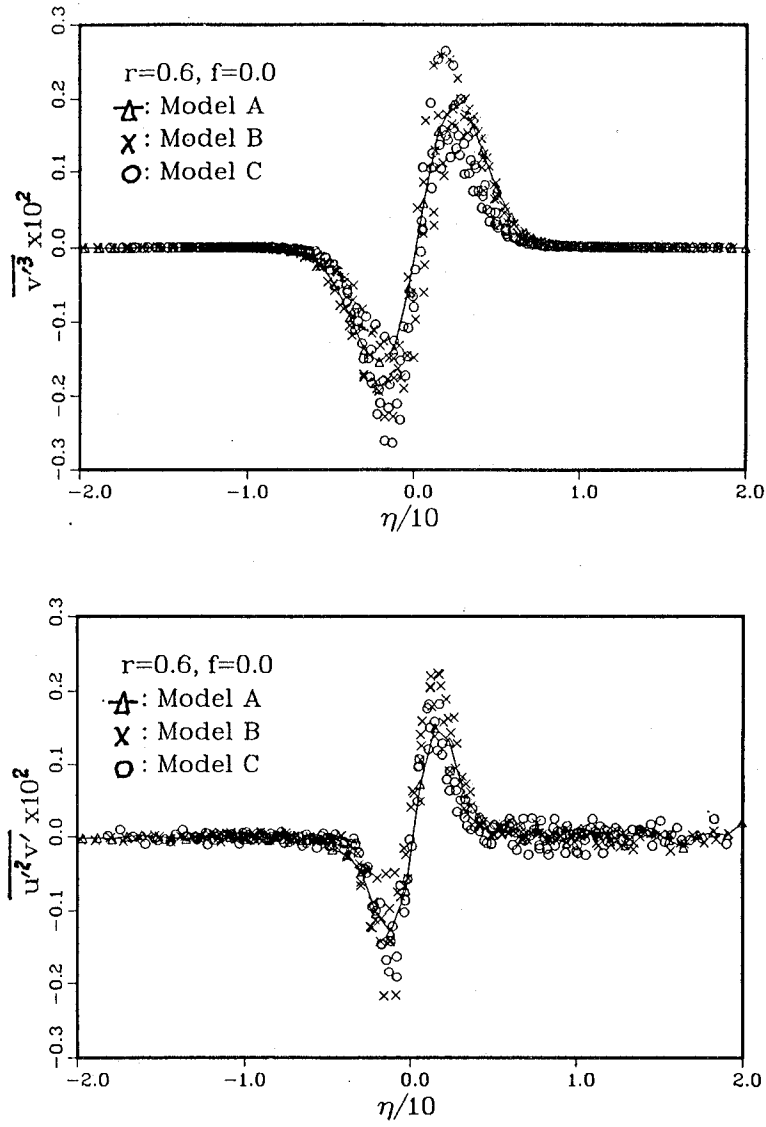 0.3
0.2
0.1
0.0
−0.1
−0.2
−0.3
v'³ x10²
r=0.6, f=0.0
△: Model A
x: Model B
o: Model C
−2.0 −1.0 0.0 1.0 2.0
η/10
0.3
0.2
0.1
0.0
−0.1
−0.2
−0.3
u'²v' x10²
r=0.6, f=0.0
△: Model A
x: Model B
o: Model C
−2.0 −1.0 0.0 1.0 2.0
η/10